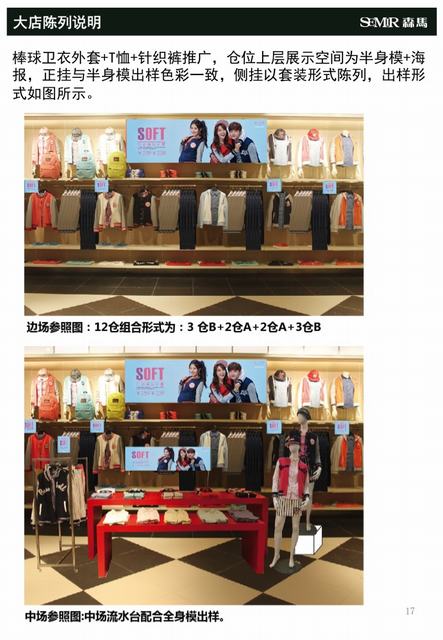 大店陈列说明
SEMIR 森馬
棒球卫衣外套+T恤+针织裤推广，仓位上层展示空间为半身模+海
报，正挂与半身模出样色彩一致，侧挂以套装形式陈列，出样形
式如图所示。
SOFT
边场参照图：12仓组合形式为：3 仓B+2仓A+2仓A+3仓B
SOFT
SOFT
中场参照图:中场流水台配合全身模出样。
17